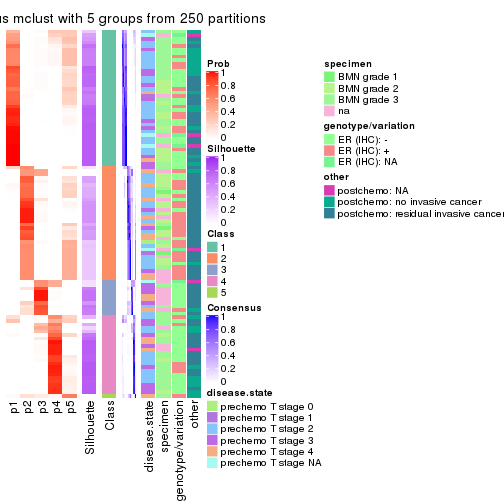 us mclust with 5 groups from 250 partitions
Prob
1
0.8
0.6
0.4
0.2
0
Silhouette
1
0.8
0.6
0.4
0.2
0
Class
1
2
3
4
5
Consensus
1
0.8
0.6
0.4
0.2
0
disease.state
prechemo T stage 0
prechemo T stage 1
prechemo T stage 2
prechemo T stage 3
prechemo T stage 4
prechemo T stage NA
specimen
BMN grade 1
BMN grade 2
BMN grade 3
na
genotype/variation
ER (IHC): -
ER (IHC): +
ER (IHC): NA
other
postchemo: NA
postchemo: no invasive cancer
postchemo: residual invasive cancer
p1
p2
p3
p4
p5
Silhouette
Class
disease.state
specimen
genotype/variation
other